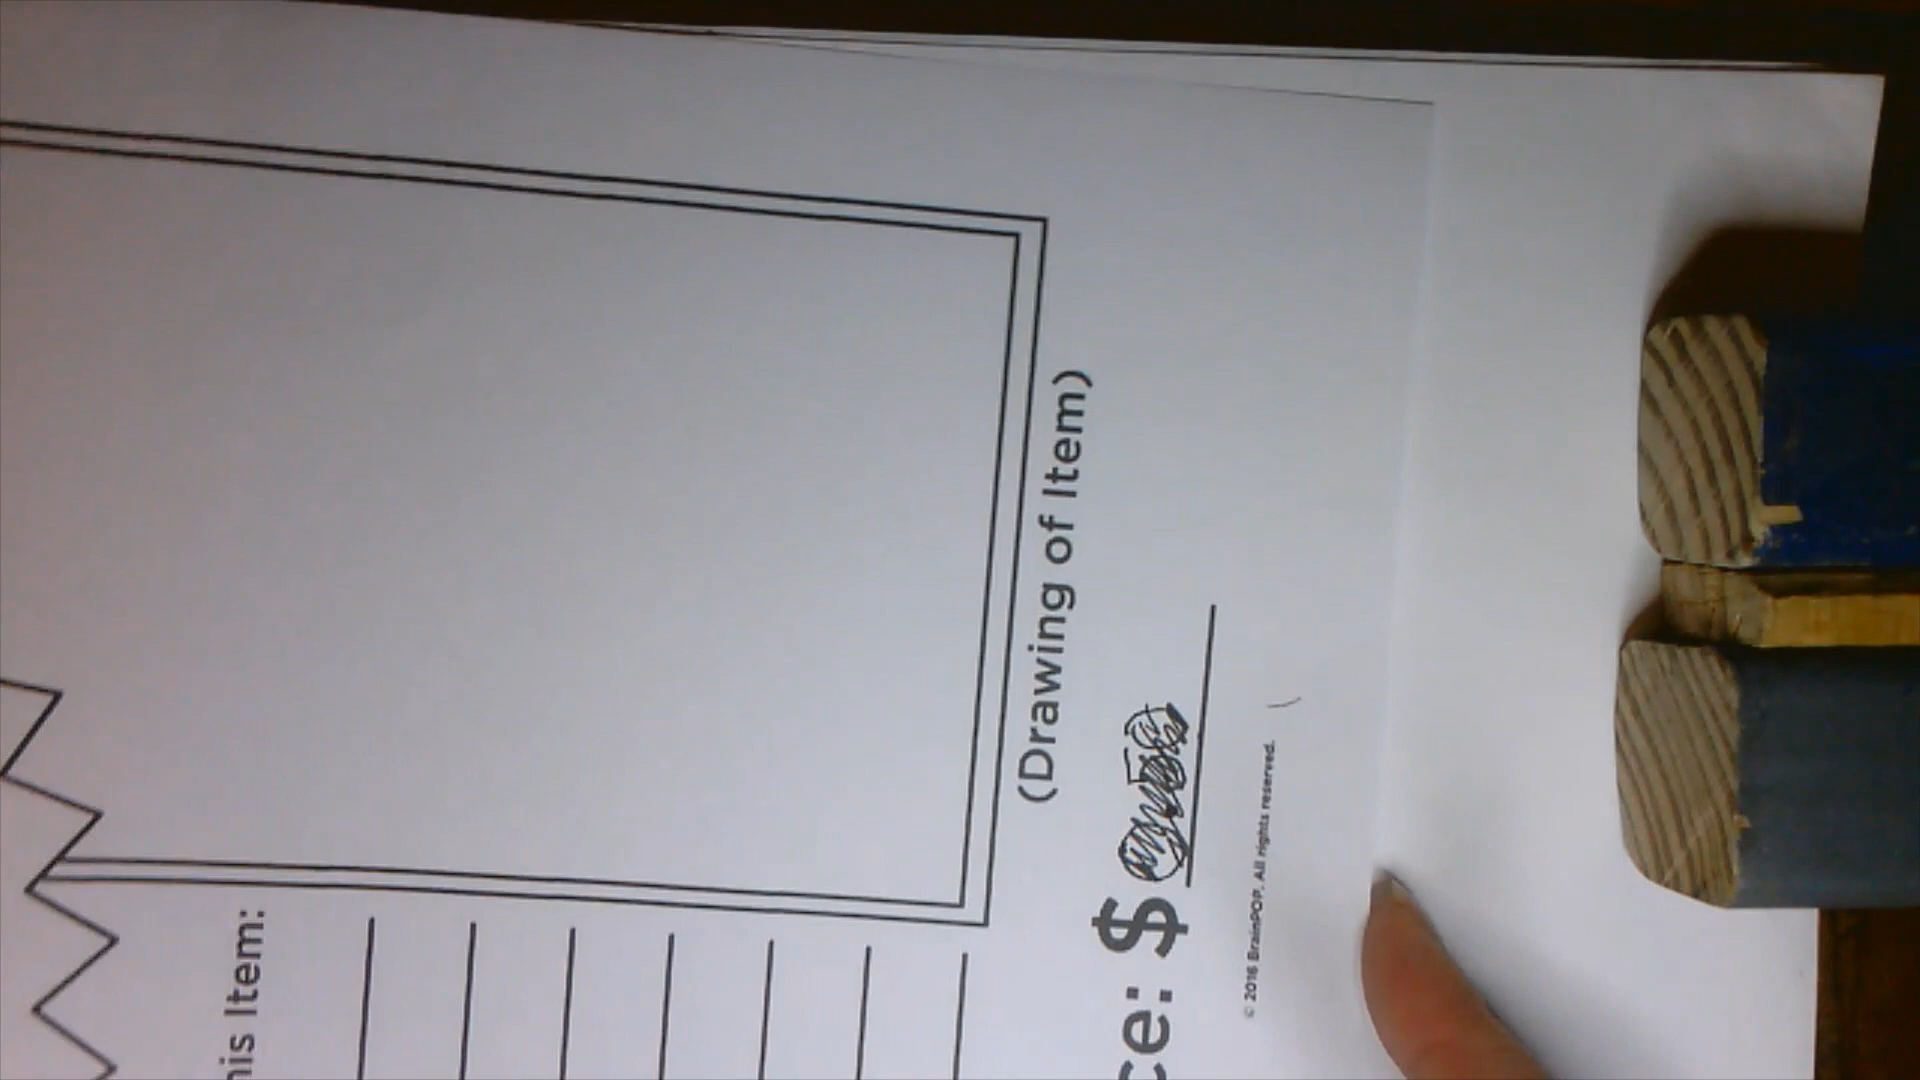 his Item:
(Drawing of Item)
ce: $
© 2016 BrainPOP. All rights reserved.